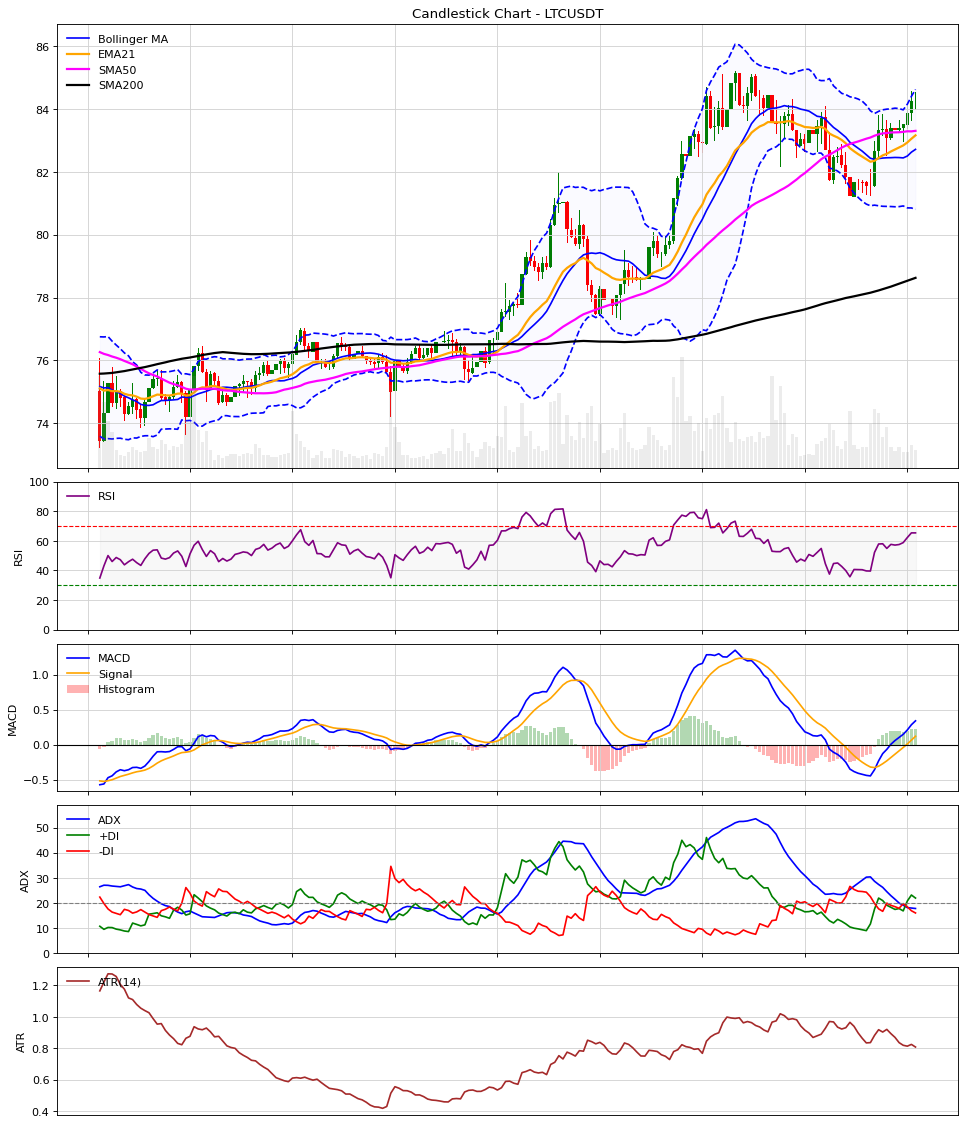 Candlestick Chart - LTCUSDT
Bollinger MA
EMA21
SMA50
SMA200
86
84
82
80
78
76
74
RSI
RSI
100
80
60
40
20
0
MACD
Signal
Histogram
MACD
1.0
0.5
0.0
−0.5
ADX
+DI
-DI
ADX
50
40
30
20
10
0
ATR(14)
ATR
1.2
1.0
0.8
0.6
0.4